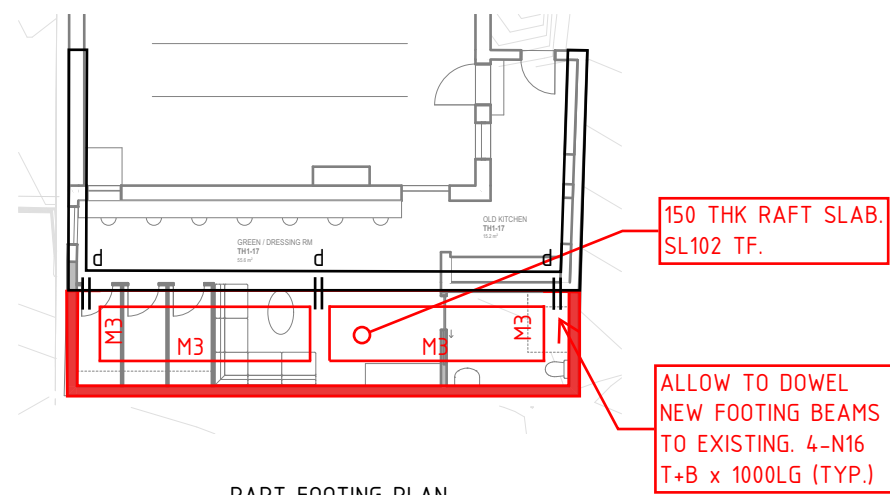 OLD KITCHEN
TH1-17
GREEN / DRESSING RM
TH1-17
d
d
d
150 THK RAFT SLAB.
SL102 TF.
M3
M3
M3
M3
ALLOW TO DOWEL
NEW FOOTING BEAMS
TO EXISTING. 4-N16
T+B x 1000LG (TYP.)
PART FOOTING PLAN